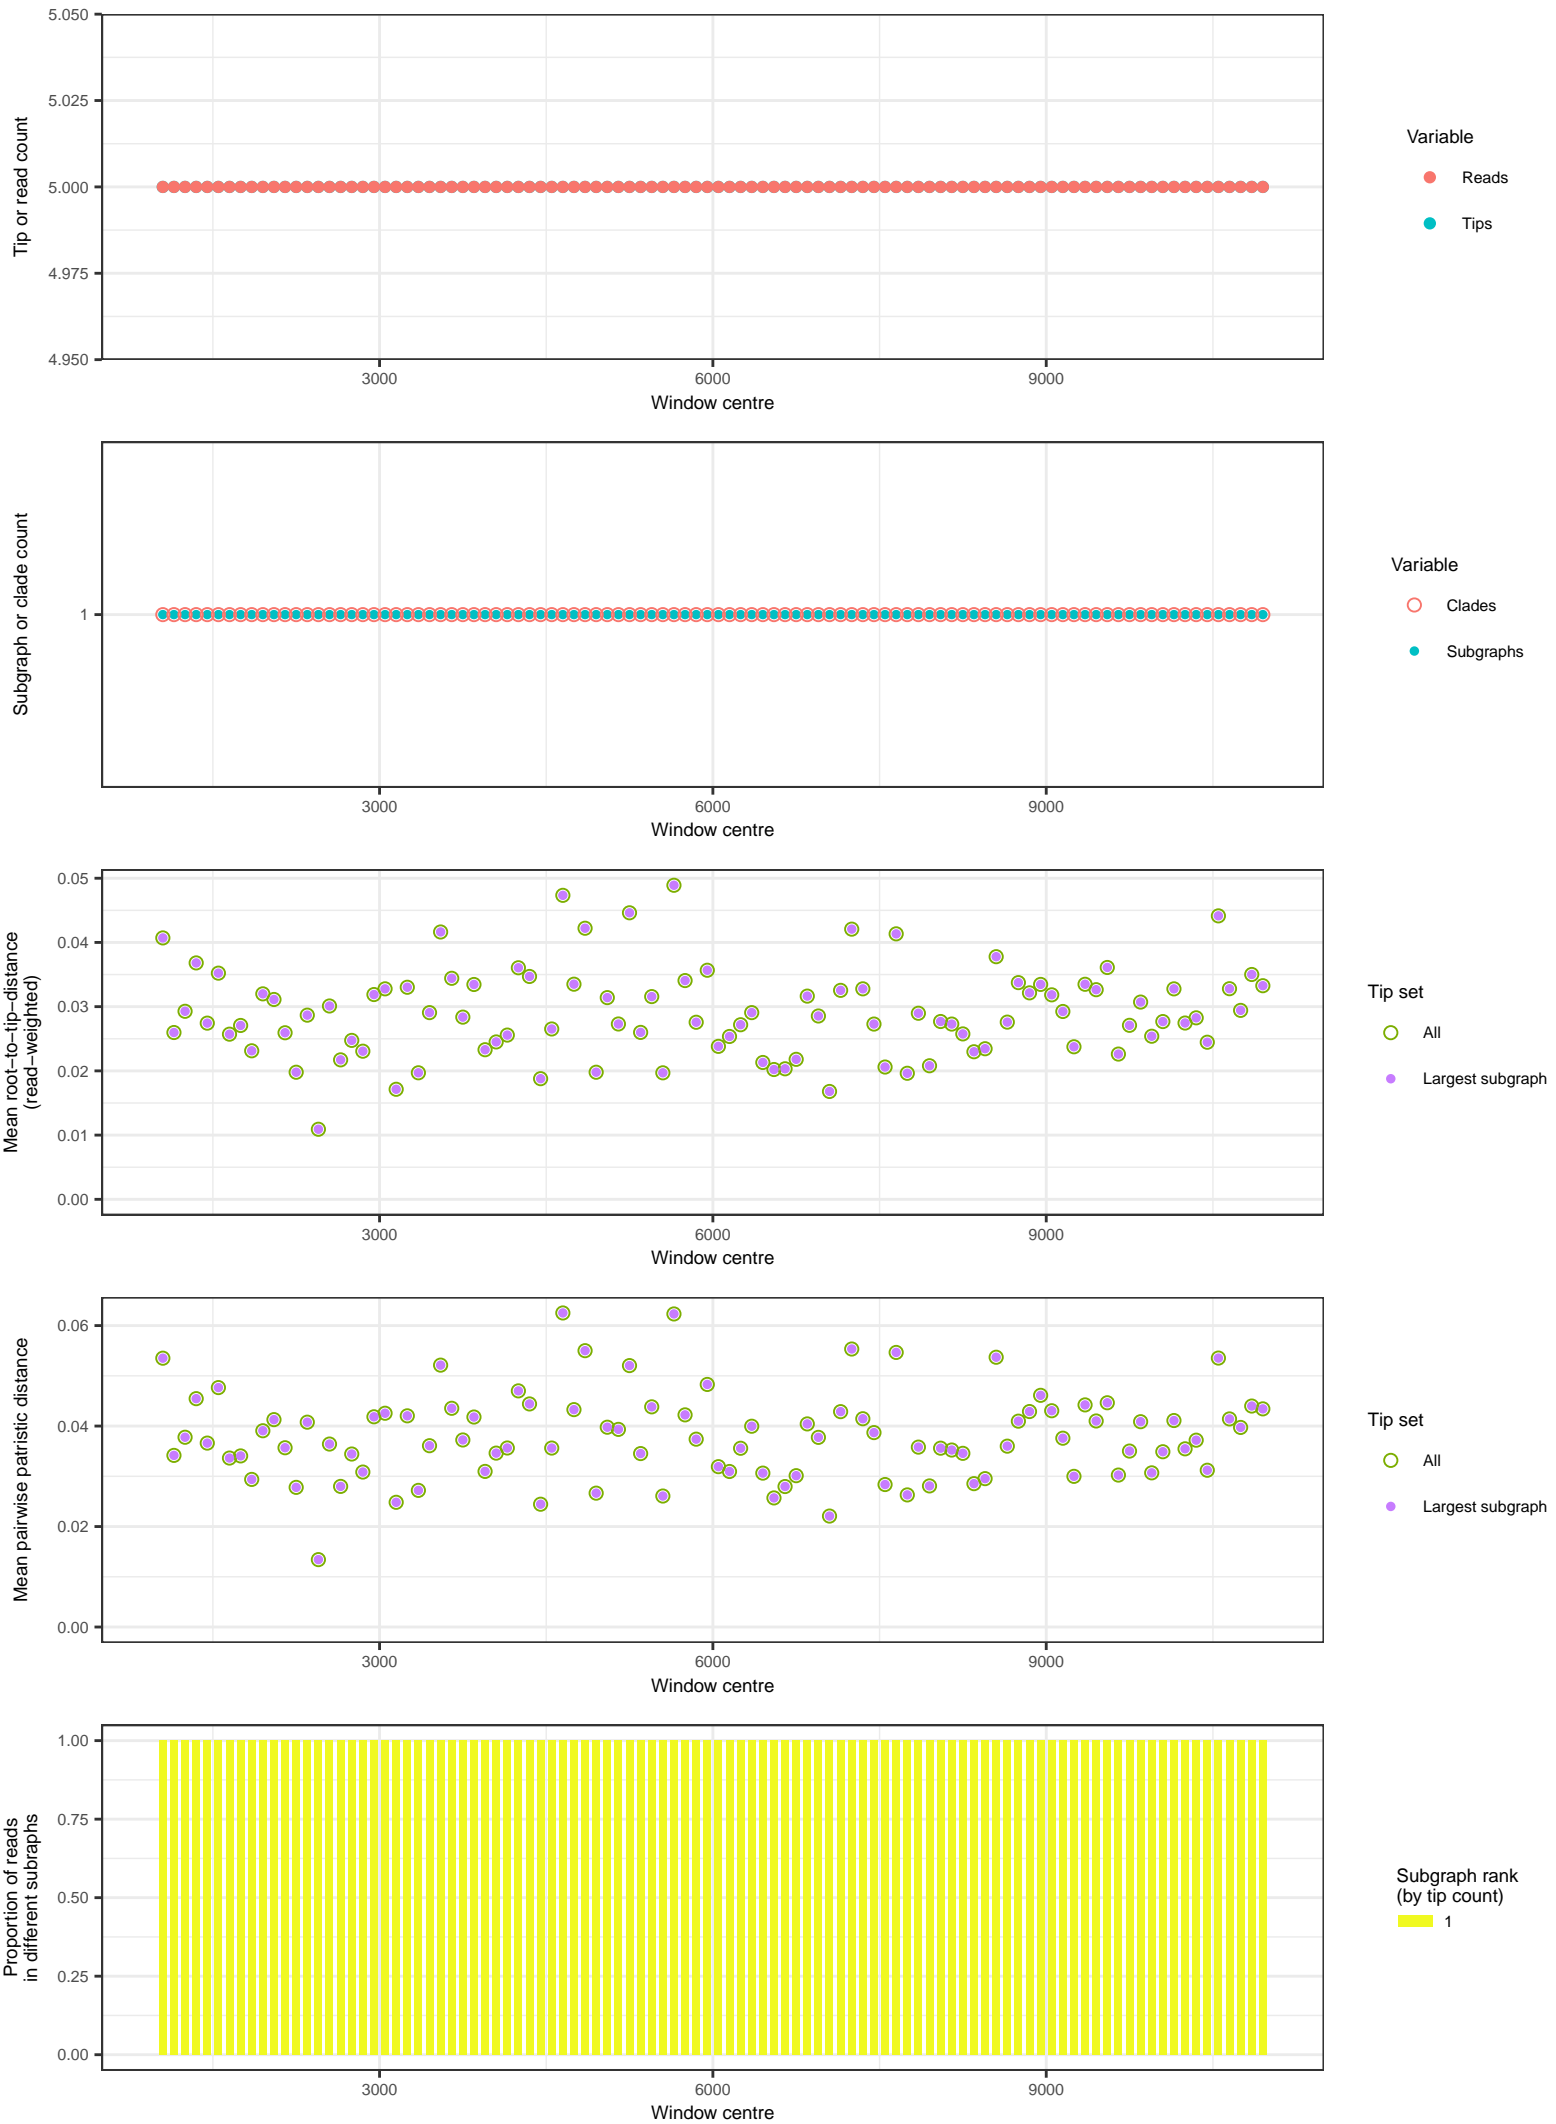 5.050
5.025
5.000
4.975
4.950
Tip or read count
3000
6000
9000
Window centre
Variable
Reads
Tips
1
Subgraph or clade count
3000
6000
9000
Window centre
Variable
Clades
Subgraphs
0.05
0.04
0.03
0.02
0.01
0.00
Mean root−to−tip−distance
(read−weighted)
3000
6000
9000
Window centre
Tip set
All
Largest subgraph
0.06
0.04
0.02
0.00
Mean pairwise patristic distance
3000
6000
9000
Window centre
Tip set
All
Largest subgraph
1.00
0.75
0.50
0.25
0.00
Proportion of reads
in different subraphs
3000
6000
9000
Window centre
Subgraph rank
(by tip count)
1